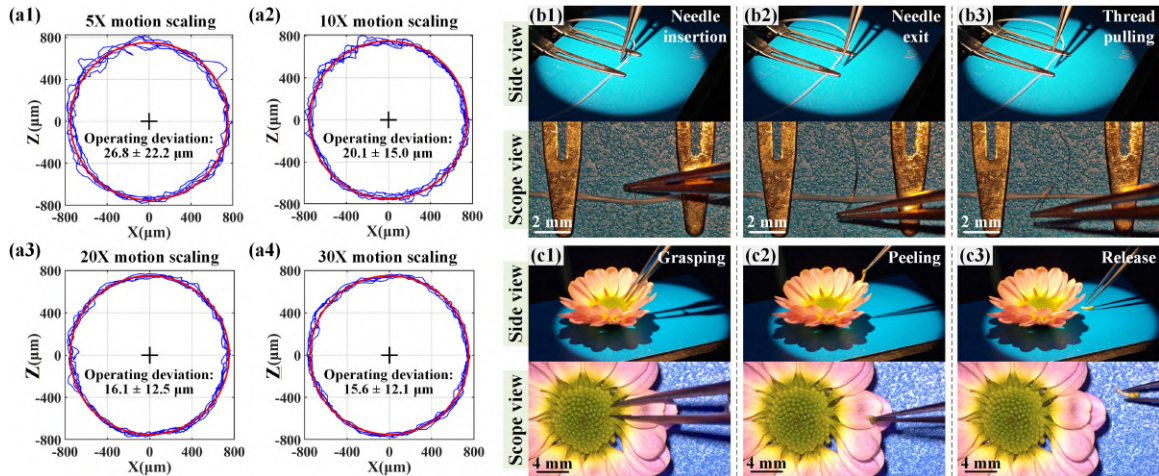 (a1) 5X motion scaling
800
400
0
-400
-800
Z(μm)
Operating deviation:
26.8 ± 22.2 μm
-800 -400 0 400 800
X(μm)
(a2) 10X motion scaling
800
400
0
-400
-800
Z(μm)
Operating deviation:
20.1 ± 15.0 μm
-800 -400 0 400 800
X(μm)
(a3) 20X motion scaling
800
400
0
-400
-800
Z(μm)
Operating deviation:
16.1 ± 12.5 μm
-800 -400 0 400 800
X(μm)
(a4) 30X motion scaling
800
400
0
-400
-800
Z(μm)
Operating deviation:
15.6 ± 12.1 μm
-800 -400 0 400 800
X(μm)
Side view
(b1) Needle
insertion
(b2) Needle
exit
(b3) Thread
pulling
Scope view
2 mm
2 mm
2 mm
Side view
(c1) Grasping
(c2) Peeling
(c3) Release
Scope view
4 mm
4 mm
4 mm